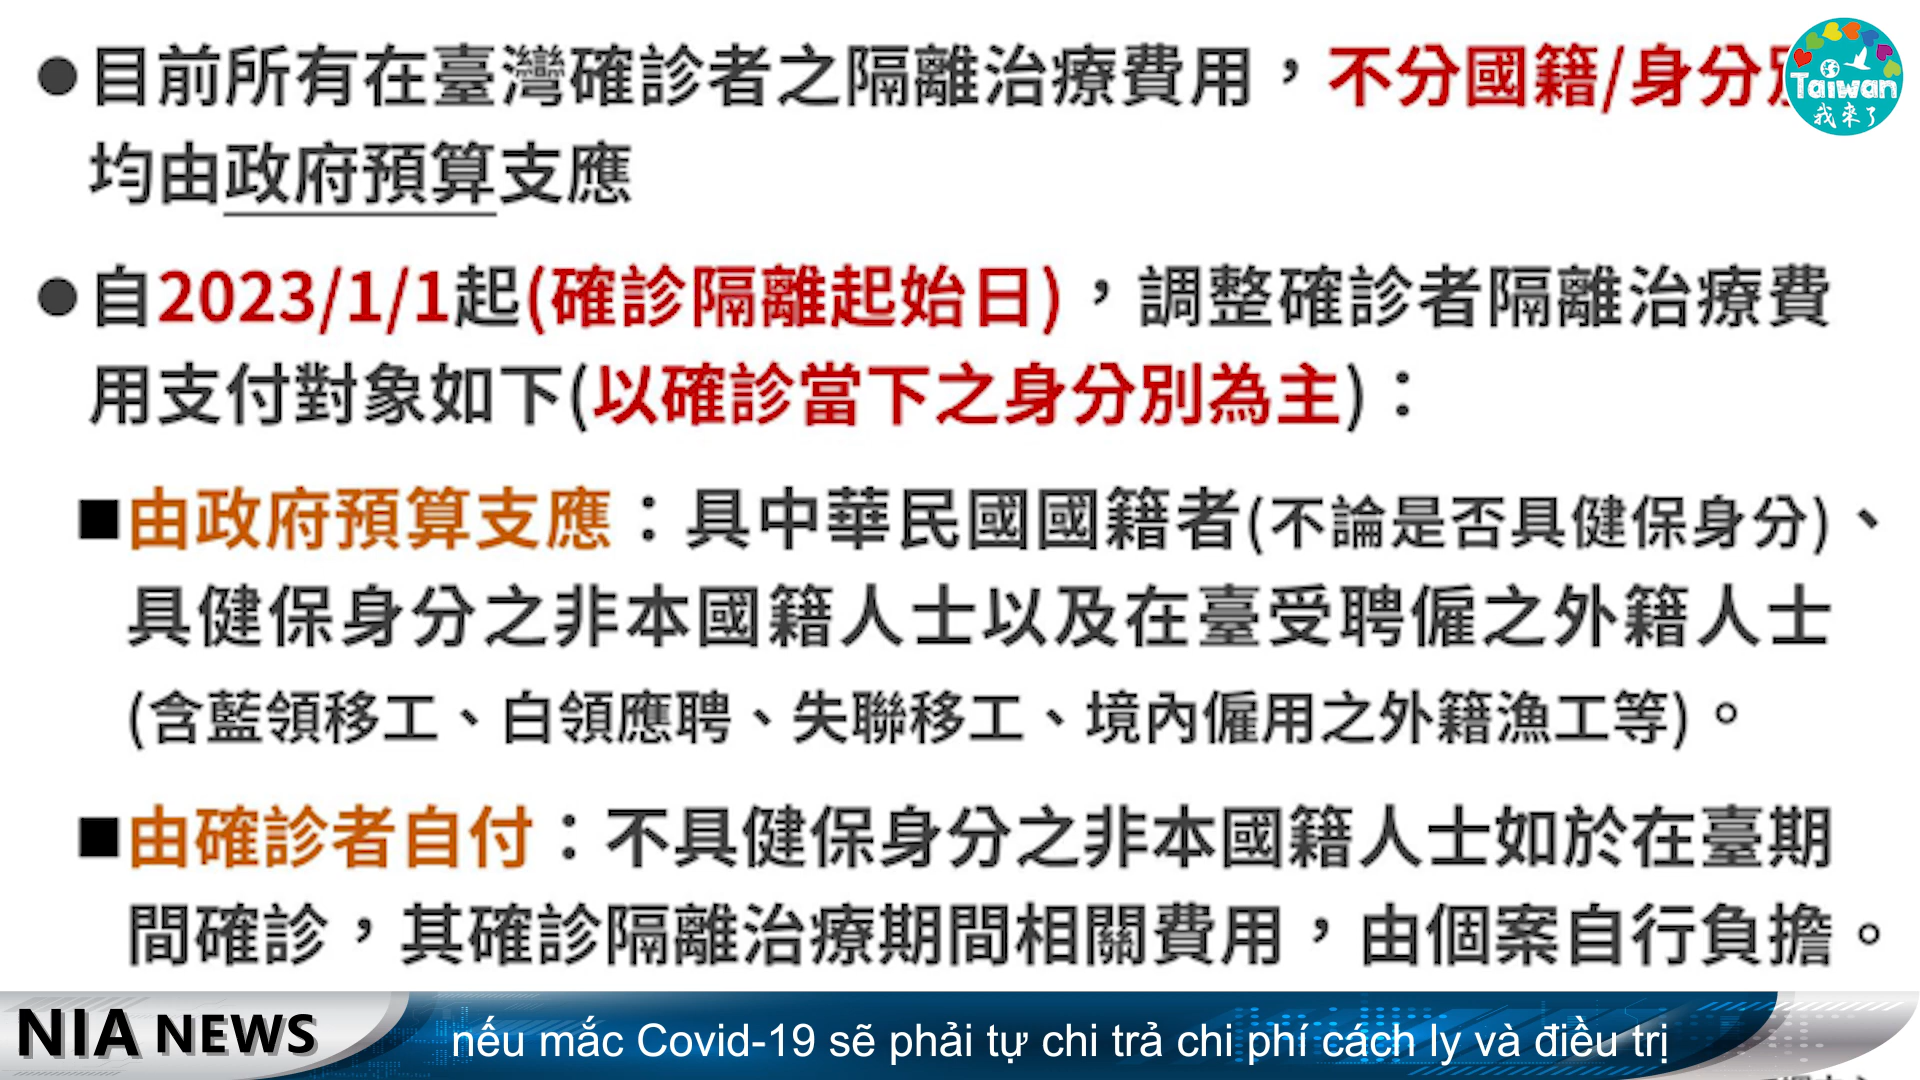 ●目前所有在臺灣確診者之隔離治療費用，不分國籍/身分別
均由政府預算支應
●自2023/1/1起(確診隔離起始日)，調整確診者隔離治療費
用支付對象如下(以確診當下之身分別為主)：
■由政府預算支應：具中華民國國籍者(不論是否具健保身分)、
具健保身分之非本國籍人士以及在臺受聘僱之外籍人士
(含藍領移工、白領應聘、失聯移工、境內僱用之外籍漁工等)。
■由確診者自付：不具健保身分之非本國籍人士如於在臺期
間確診，其確診隔離治療期間相關費用，由個案自行負擔。
Taiwan
我來了
NIA NEWS
nếu mắc Covid-19 sẽ phải tự chi trả chi phí cách ly và điều trị